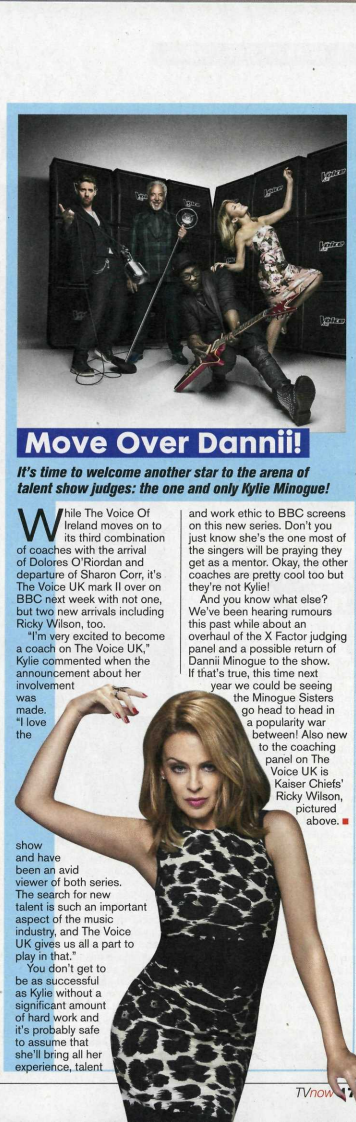 Voice
Voice
Voice
Voice
Move Over Dannii!
It's time to welcome another star to the arena of
talent show judges: the one and only Kylie Minogue!
While The Voice Of
Ireland moves on to
its third combination
of coaches with the arrival
of Dolores O'Riordan and
departure of Sharon Corr, it's
The Voice UK mark II over on
BBC next week with not one,
but two new arrivals including
Ricky Wilson, too.
"I'm very excited to become
a coach on The Voice UK,"
Kylie commented when the
announcement about her
involvement
was
made.
"I love
the
show
and have
been an avid
viewer of both series.
The search for new
talent is such an important
aspect of the music
industry, and The Voice
UK gives us all a part to
play in that."
You don't get to
be as successful
as Kylie without a
significant amount
of hard work and
it's probably safe
to assume that
she'll bring all her
experience, talent
and work ethic to BBC screens
on this new series. Don't you
just know she's the one most of
the singers will be praying they
get as a mentor. Okay, the other
coaches are pretty cool too but
they're not Kylie!
And you know what else?
We've been hearing rumours
this past while about an
overhaul of the X Factor judging
panel and a possible return of
Dannii Minogue to the show.
If that's true, this time next
year we could be seeing
the Minogue Sisters
go head to head in
a popularity war
between! Also new
to the coaching
panel on The
Voice UK is
Kaiser Chiefs'
Ricky Wilson,
pictured
above.
TVnow 17